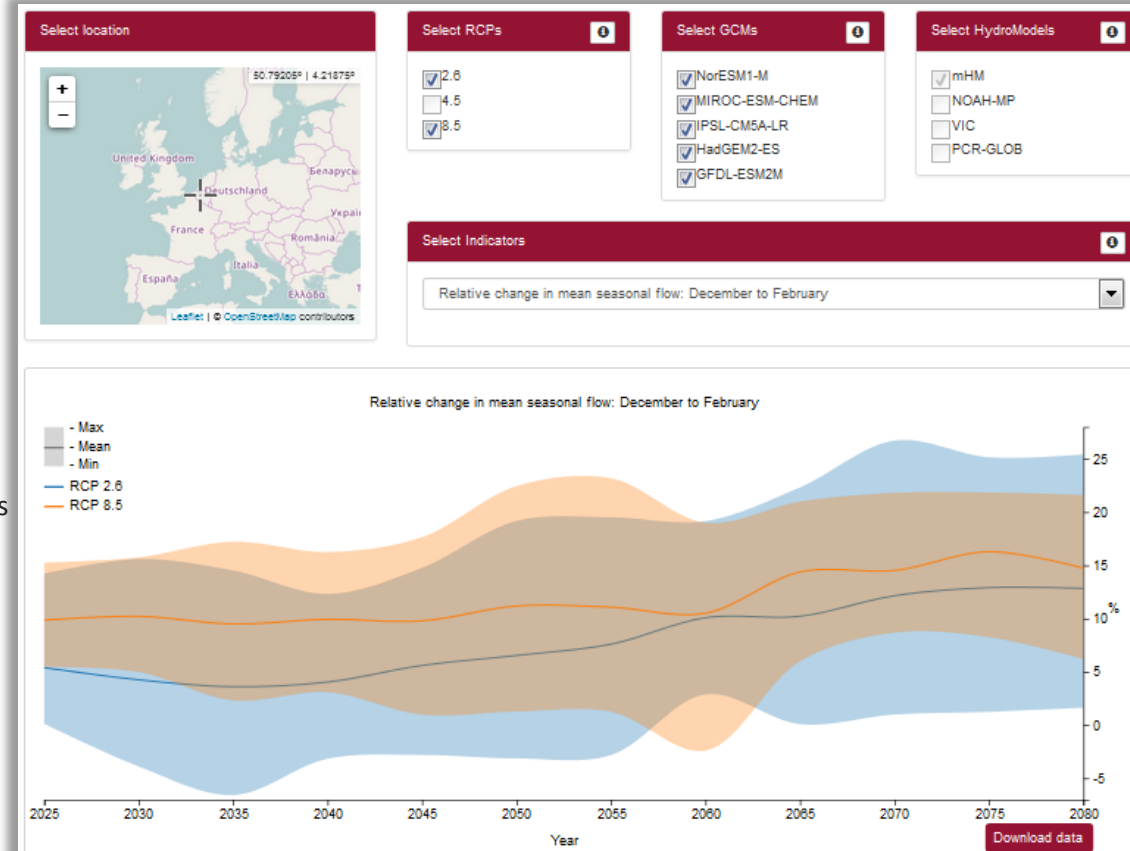 Select location
50.79205º | 4.21875º
+
−
United Kingdom
Беларусь
Deutschland
Україн
France
România
Italia
España
Ελλάδα
Leaflet | © OpenStreetMap contributors
Select RCPs
2.6
4.5
8.5
Select GCMs
NorESM1-M
MIROC-ESM-CHEM
IPSL-CM5A-LR
HadGEM2-ES
GFDL-ESM2M
Select HydroModels
mHM
NOAH-MP
VIC
PCR-GLOB
Select Indicators
Relative change in mean seasonal flow: December to February
Relative change in mean seasonal flow: December to February
- Max
- Mean
- Min
RCP 2.6
RCP 8.5
s
25
20
15
10
%
5
0
-5
2025 2030 2035 2040 2045 2050 2055 2060 2065 2070 2075 2080
Year
Download data